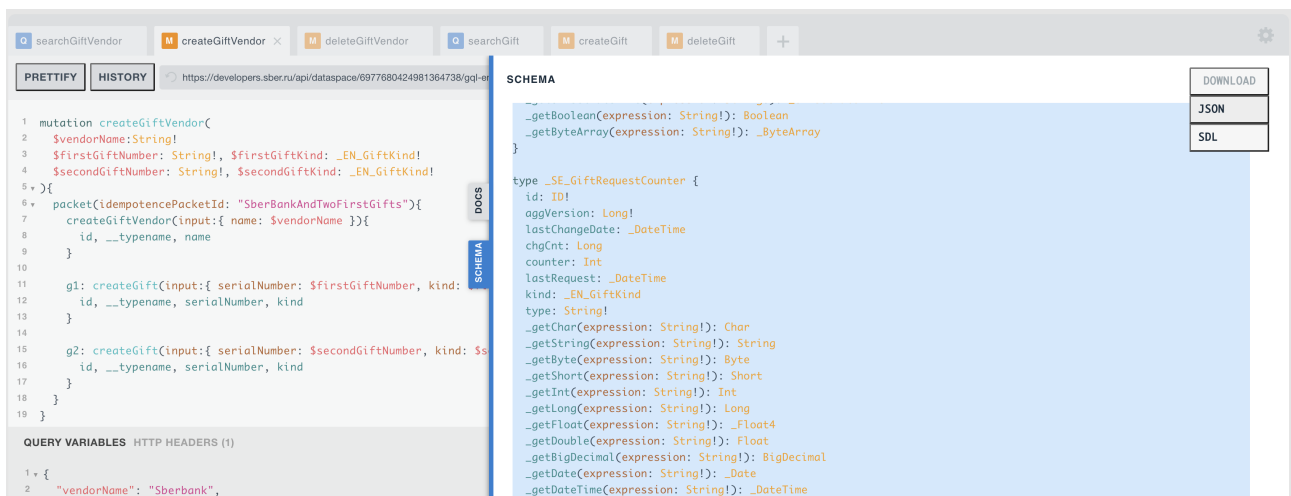 Q searchGiftVendor
M createGiftVendor ×
M deleteGiftVendor
Q searchGift
M createGift
M deleteGift
+
PRETTIFY
HISTORY
https://developers.sber.ru/api/dataspace/6977680424981364738/gql-er
1 mutation createGiftVendor(
2 $vendorName:String!
3 $firstGiftNumber: String!, $firstGiftKind: _EN_GiftKind!
4 $secondGiftNumber: String!, $secondGiftKind: _EN_GiftKind!
5 ){
6 packet(idempotencePacketId: "SberBankAndTwoFirstGifts"){
7 createGiftVendor(input:{ name: $vendorName }){
8 id, __typename, name
9 }
10
11 g1: createGift(input:{ serialNumber: $firstGiftNumber, kind:
12 id, __typename, serialNumber, kind
13 }
14
15 g2: createGift(input:{ serialNumber: $secondGiftNumber, kind: $s
16 id, __typename, serialNumber, kind
17 }
18 }
19 }
QUERY VARIABLES HTTP HEADERS (1)
1 {
2 "vendorName": "Sberbank",
DOCS
SCHEMA
SCHEMA
DOWNLOAD
JSON
SDL
_getBoolean(expression: String!): Boolean
_getByteArray(expression: String!): _ByteArray
}
type _SE_GiftRequestCounter {
id: ID!
aggVersion: Long!
lastChangeDate: _DateTime
chgCnt: Long
counter: Int
lastRequest: _DateTime
kind: _EN_GiftKind
type: String!
_getChar(expression: String!): Char
_getString(expression: String!): String
_getByte(expression: String!): Byte
_getShort(expression: String!): Short
_getInt(expression: String!): Int
_getLong(expression: String!): Long
_getFloat(expression: String!): _Float4
_getDouble(expression: String!): Float
_getBigDecimal(expression: String!): BigDecimal
_getDate(expression: String!): _Date
_getDateTime(expression: String!): _DateTime